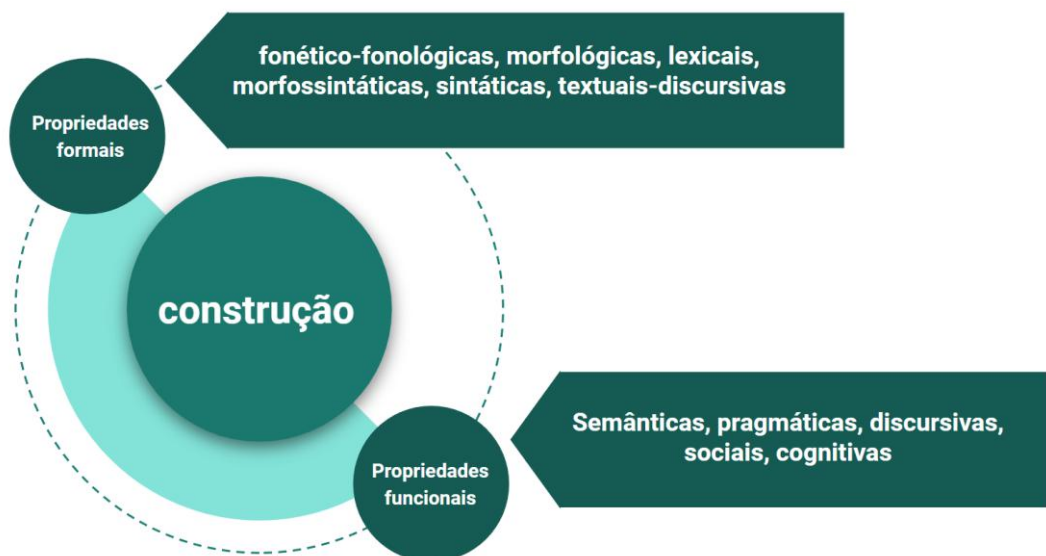 fonético-fonológicas, morfológicas, lexicais,
morfossintáticas, sintáticas, textuais-discursivas
Propriedades
formais
construção
Semânticas, pragmáticas, discursivas,
sociais, cognitivas
Propriedades
funcionais